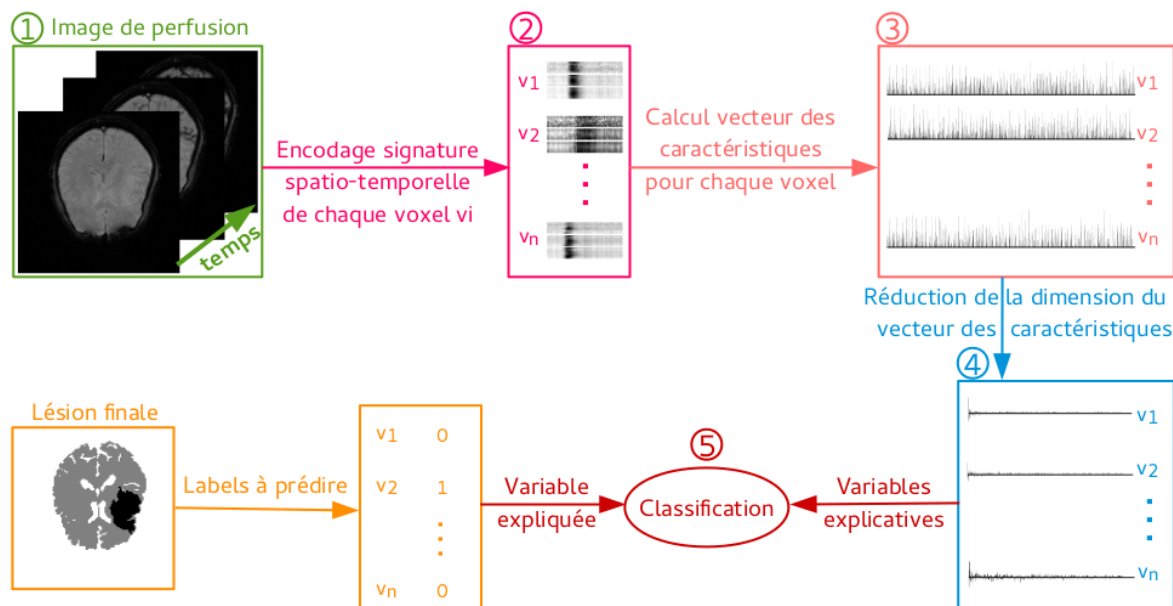 ① Image de perfusion
temps
Encodage signature
spatio-temporelle
de chaque voxel vi
②
v1
v2
vn
Calcul vecteur des
caractéristiques
pour chaque voxel
③
v1
v2
vn
Réduction de la dimension du
vecteur des caractéristiques
④
v1
v2
vn
Lésion finale
Labels à prédire
v1 0
v2 1
vn 0
Variable
expliquée
⑤
Classification
Variables
explicatives